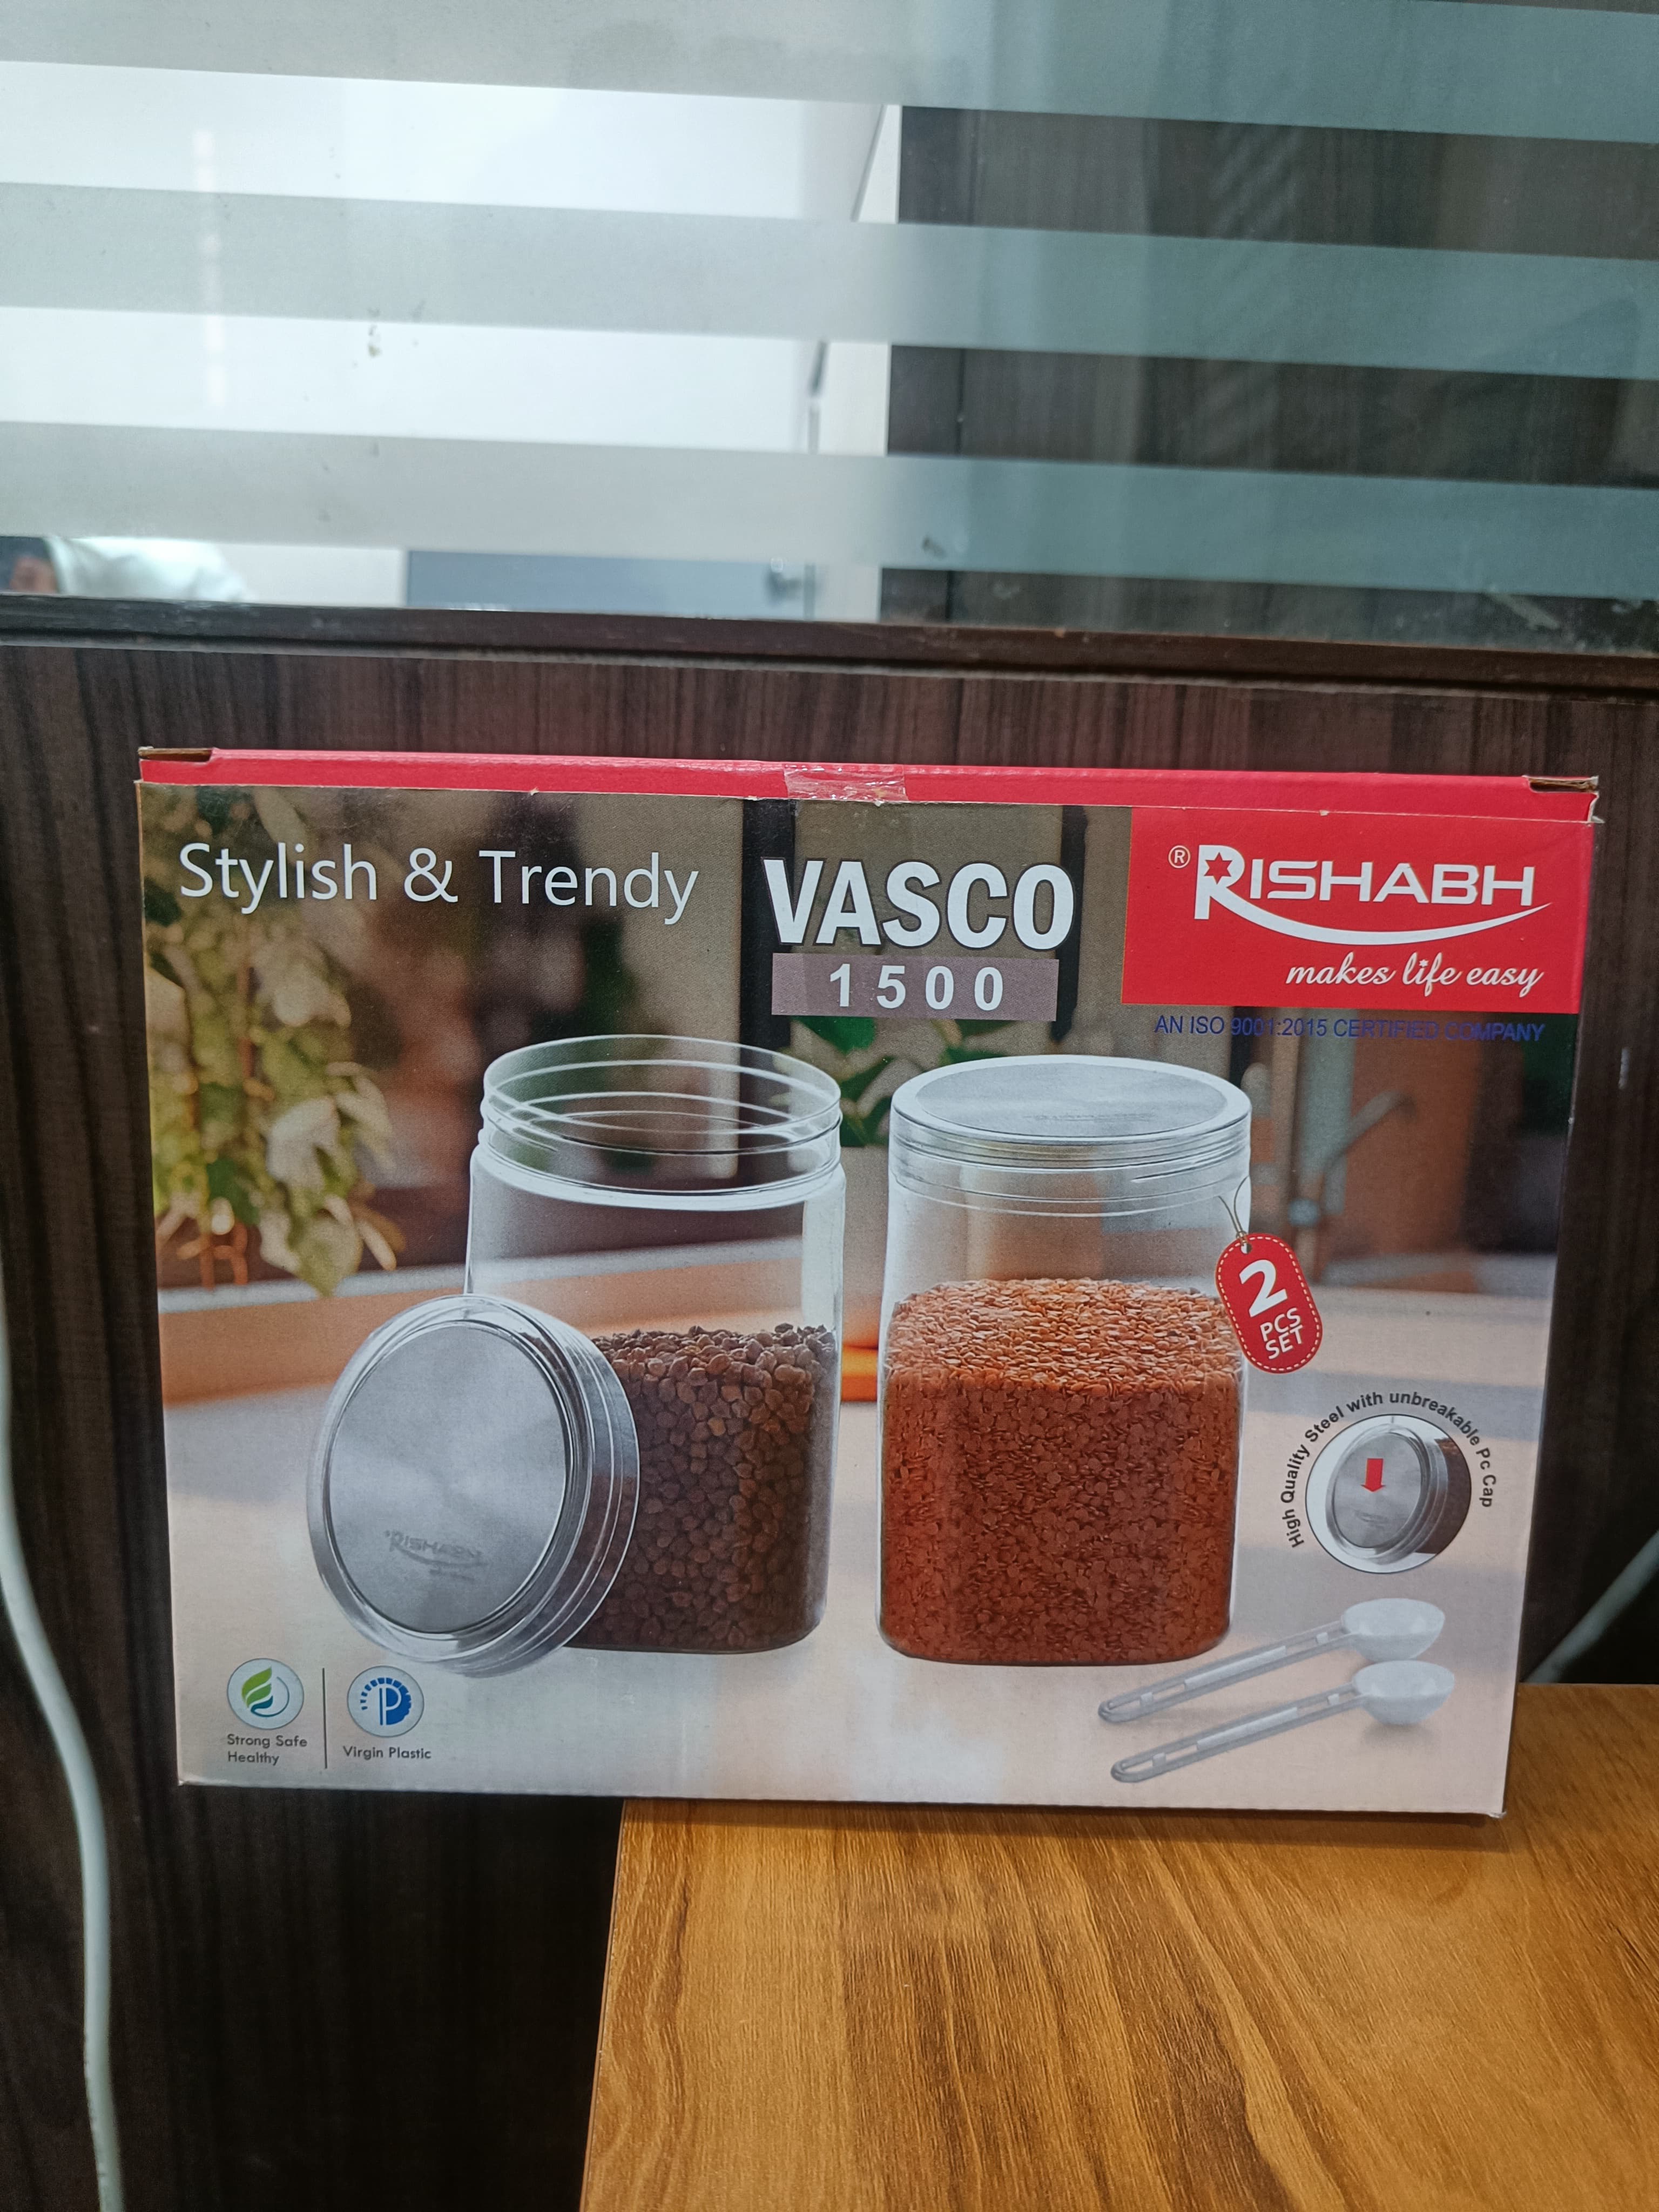 Stylish & Trendy
VASCO
1500
® RISHABH
makes life easy
AN ISO 9001:2015 CERTIFIED COMPANY
2
PCS
SET
High Quality Steel with unbreakable Pc Cap
RISHABH
Strong Safe
Healthy
P
Virgin Plastic